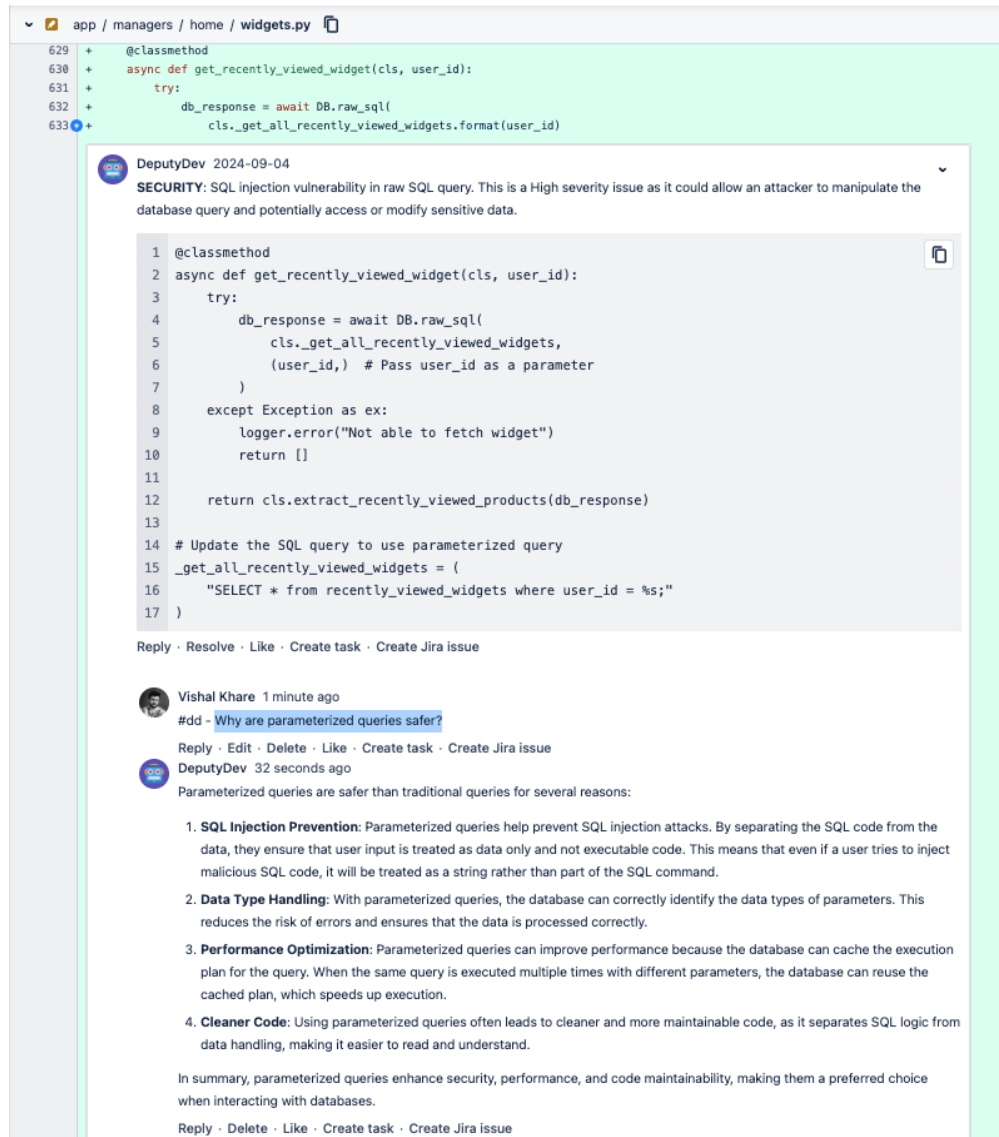 app / managers / home / widgets.py
629 + @classmethod
630 + async def get_recently_viewed_widget(cls, user_id):
631 + try:
632 + db_response = await DB.raw_sql(
633 + cls._get_all_recently_viewed_widgets.format(user_id)
DeputyDev 2024-09-04
SECURITY: SQL injection vulnerability in raw SQL query. This is a High severity issue as it could allow an attacker to manipulate the
database query and potentially access or modify sensitive data.
1 @classmethod
2 async def get_recently_viewed_widget(cls, user_id):
3 try:
4 db_response = await DB.raw_sql(
5 cls._get_all_recently_viewed_widgets,
6 (user_id,) # Pass user_id as a parameter
7 )
8 except Exception as ex:
9 logger.error("Not able to fetch widget")
10 return []
11
12 return cls.extract_recently_viewed_products(db_response)
13
14 # Update the SQL query to use parameterized query
15 _get_all_recently_viewed_widgets = (
16 "SELECT * from recently_viewed_widgets where user_id = %s;"
17 )
Reply · Resolve · Like · Create task · Create Jira issue
Vishal Khare 1 minute ago
#dd - Why are parameterized queries safer?
Reply · Edit · Delete · Like · Create task · Create Jira issue
DeputyDev 32 seconds ago
Parameterized queries are safer than traditional queries for several reasons:
1. SQL Injection Prevention: Parameterized queries help prevent SQL injection attacks. By separating the SQL code from the
data, they ensure that user input is treated as data only and not executable code. This means that even if a user tries to inject
malicious SQL code, it will be treated as a string rather than part of the SQL command.
2. Data Type Handling: With parameterized queries, the database can correctly identify the data types of parameters. This
reduces the risk of errors and ensures that the data is processed correctly.
3. Performance Optimization: Parameterized queries can improve performance because the database can cache the execution
plan for the query. When the same query is executed multiple times with different parameters, the database can reuse the
cached plan, which speeds up execution.
4. Cleaner Code: Using parameterized queries often leads to cleaner and more maintainable code, as it separates SQL logic from
data handling, making it easier to read and understand.
In summary, parameterized queries enhance security, performance, and code maintainability, making them a preferred choice
when interacting with databases.
Reply · Delete · Like · Create task · Create Jira issue